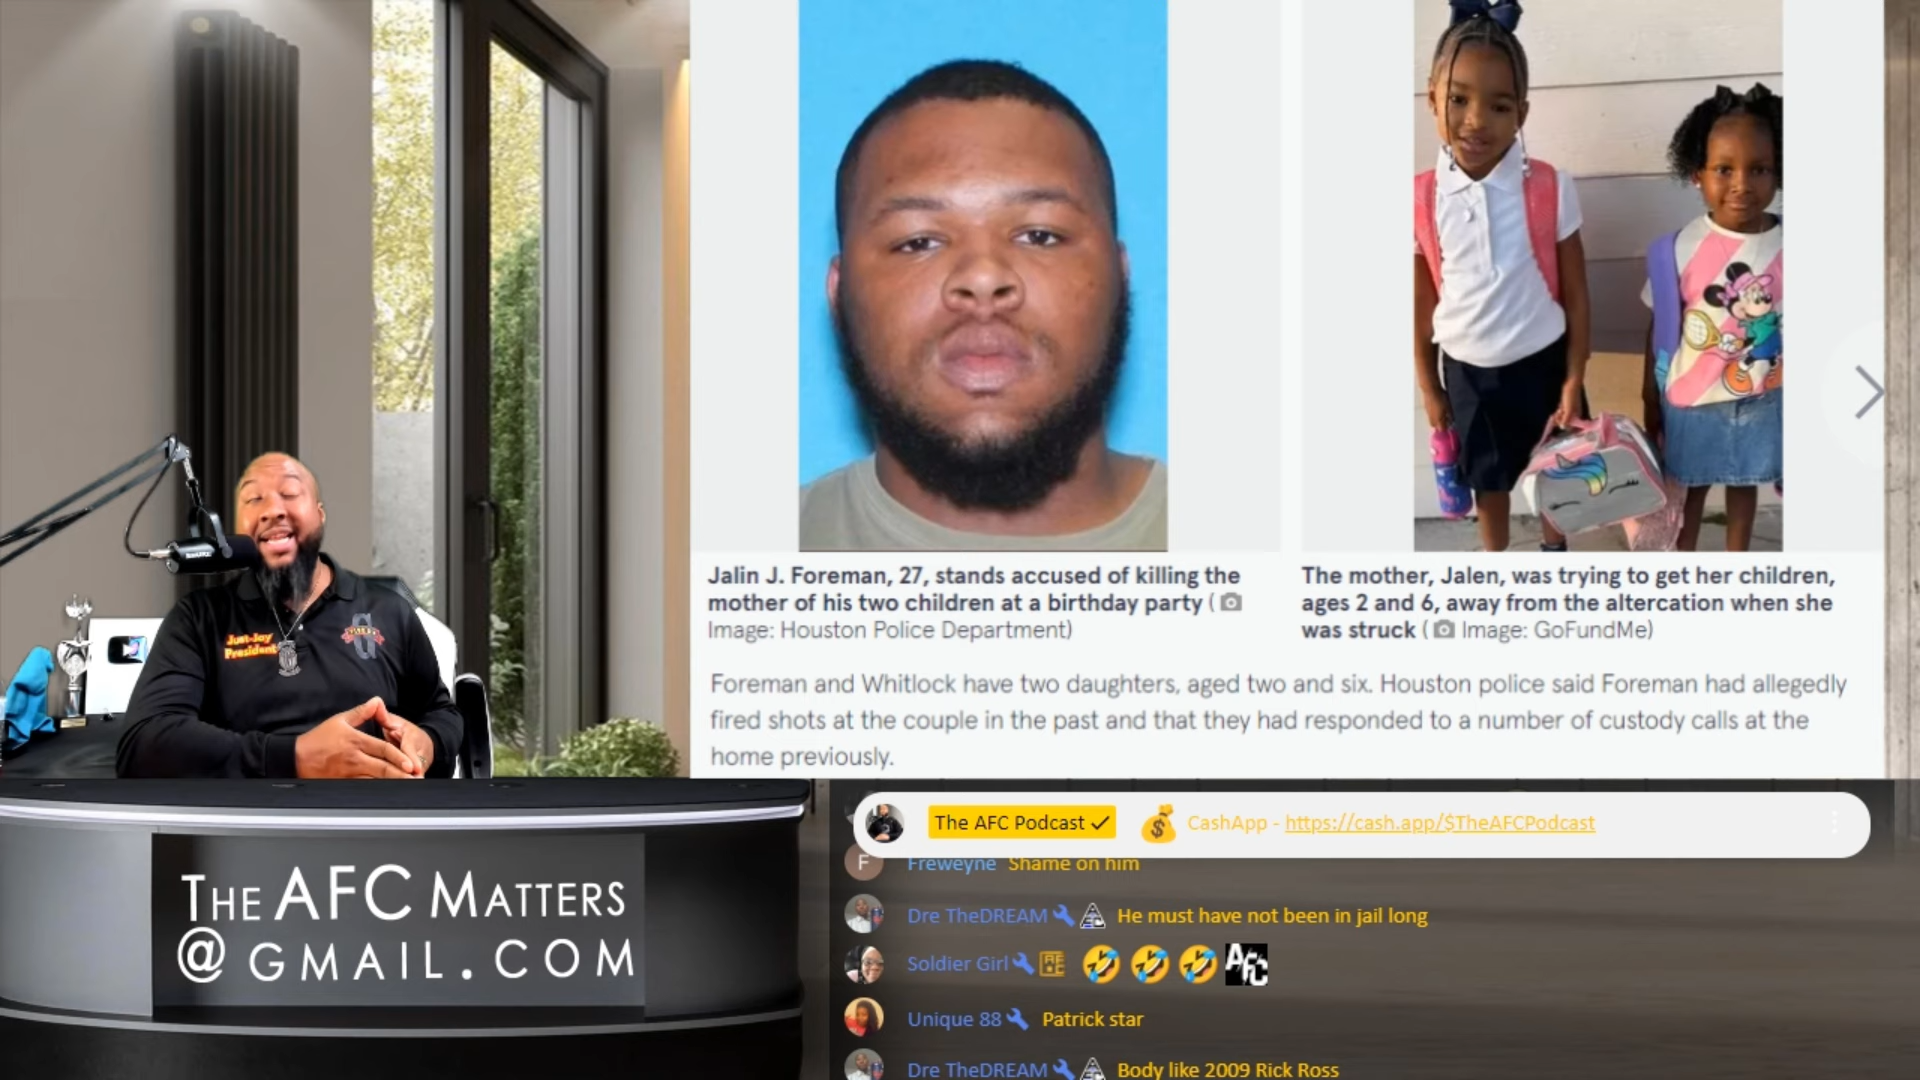 Jalin J. Foreman, 27, stands accused of killing the
mother of his two children at a birthday party (
Image: Houston Police Department)
The mother, Jalen, was trying to get her children,
ages 2 and 6, away from the altercation when she
was struck ( Image: GoFundMe)
Foreman and Whitlock have two daughters, aged two and six. Houston police said Foreman had allegedly
fired shots at the couple in the past and that they had responded to a number of custody calls at the
home previously.
Just-Jay
President
THE AFC MATTERS
@GMAIL.COM
The AFC Podcast ✓ 💰 CashApp - https://cash.app/$TheAFCPodcast
F Freweyne Shame on him
Dre TheDREAM He must have not been in jail long
Soldier Girl 🤣🤣🤣 AFC
Unique 88 Patrick star
Dre TheDREAM Body like 2009 Rick Ross